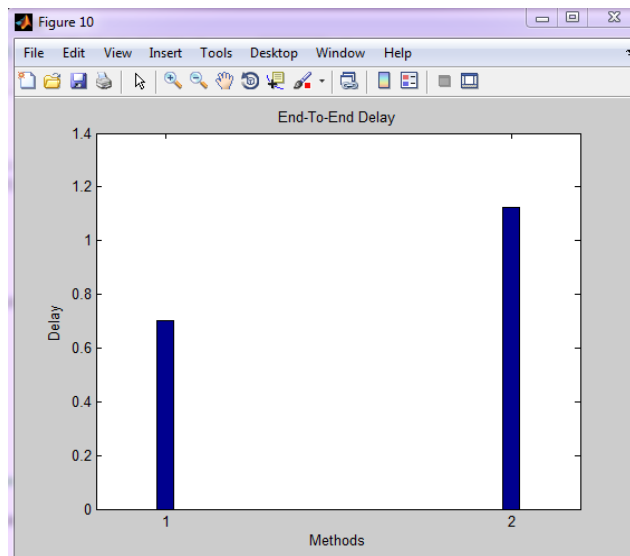 Figure 10
File Edit View Insert Tools Desktop Window Help
End-To-End Delay
1.4
1.2
1
0.8
0.6
0.4
0.2
0
Delay
1 2
Methods